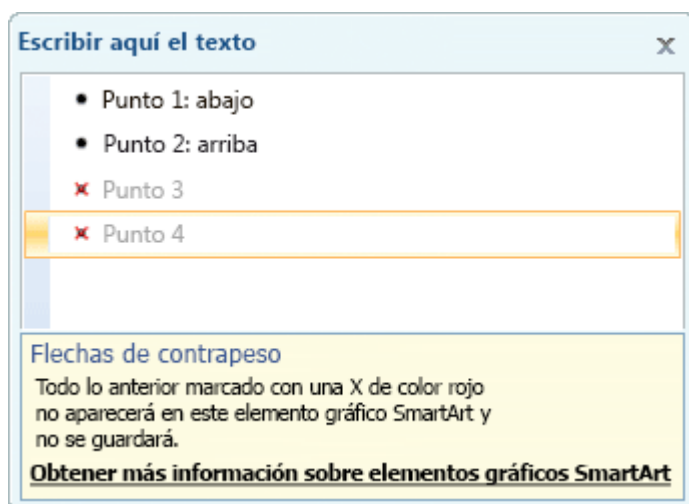 Escribir aquí el texto
Punto 1: abajo
Punto 2: arriba
Punto 3
Punto 4
Flechas de contrapeso
Todo lo anterior marcado con una X de color rojo
no aparecerá en este elemento gráfico SmartArt y
no se guardará.
Obtener más información sobre elementos gráficos SmartArt